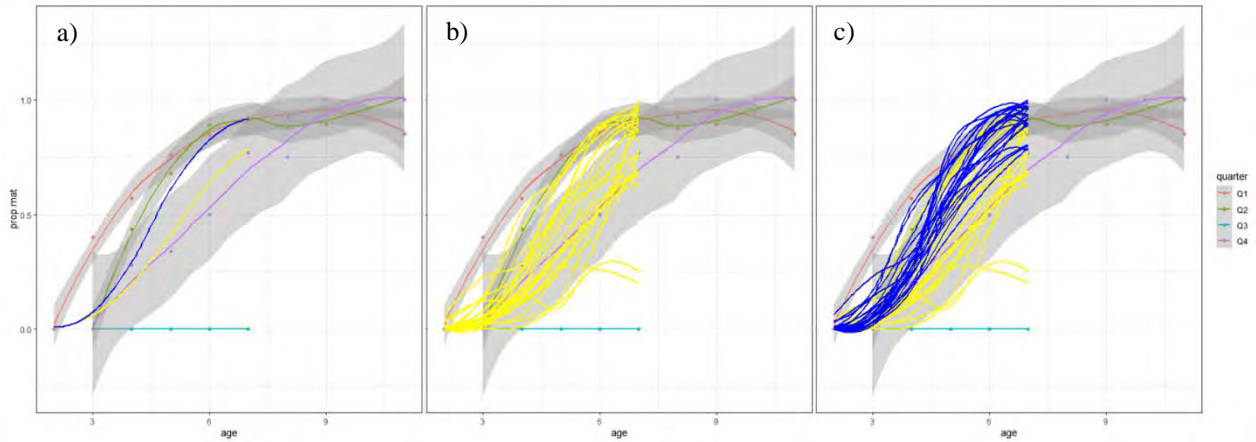 a)
b)
c)
1.0
0.5
0.0
prop.mat
3 6 9
3 6 9
3 6 9
age
age
age
quarter
Q1
Q2
Q3
Q4